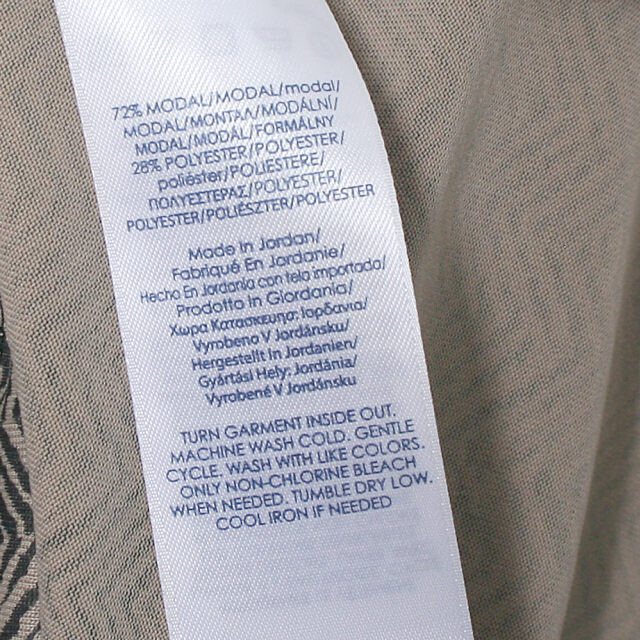 72% MODAL/MODAL/modal/
MODAL/ΜΟΝΤΑΛ/MODÁLNÍ/
MODAL/MODÁL/FORMÁLNY
28% POLYESTER/POLYESTER/
poliéster/POLIESTERE/
ΠΟΛΥΕΣΤΕΡΑΣ/POLYESTER/
POLYESTER/POLIÉSZTER/POLYESTER
Made In Jordan/
Fabriqué En Jordanie/
Hecho En Jordania con tela importada/
Prodotto In Giordania/
Χωρα Κατασκευησ: Ιορδανια/
Vyrobeno V Jordánsku/
Hergestellt In Jordanien/
Gyártási Hely: Jordánia/
Vyrobené V Jordánsku
TURN GARMENT INSIDE OUT.
MACHINE WASH COLD. GENTLE
CYCLE. WASH WITH LIKE COLORS.
ONLY NON-CHLORINE BLEACH
WHEN NEEDED. TUMBLE DRY LOW.
COOL IRON IF NEEDED